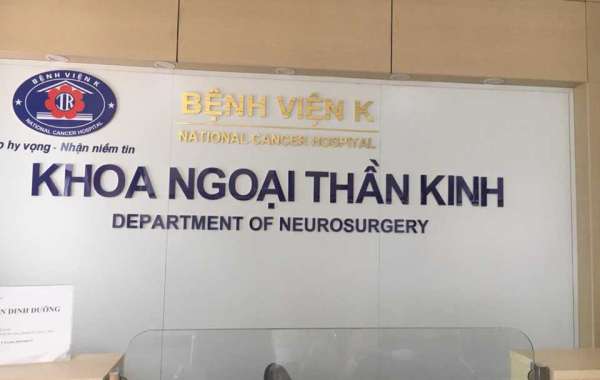 BỆNH VIỆN K
IR
NATIONAL CANCER HOSPITAL
hy vọng - Nhận niềm tin
BỆNH VIỆN K
NATIONAL CANCER HOSPITAL
KHOA NGOẠI THẦN KINH
DEPARTMENT OF NEUROSURGERY
DINH DƯỠNG